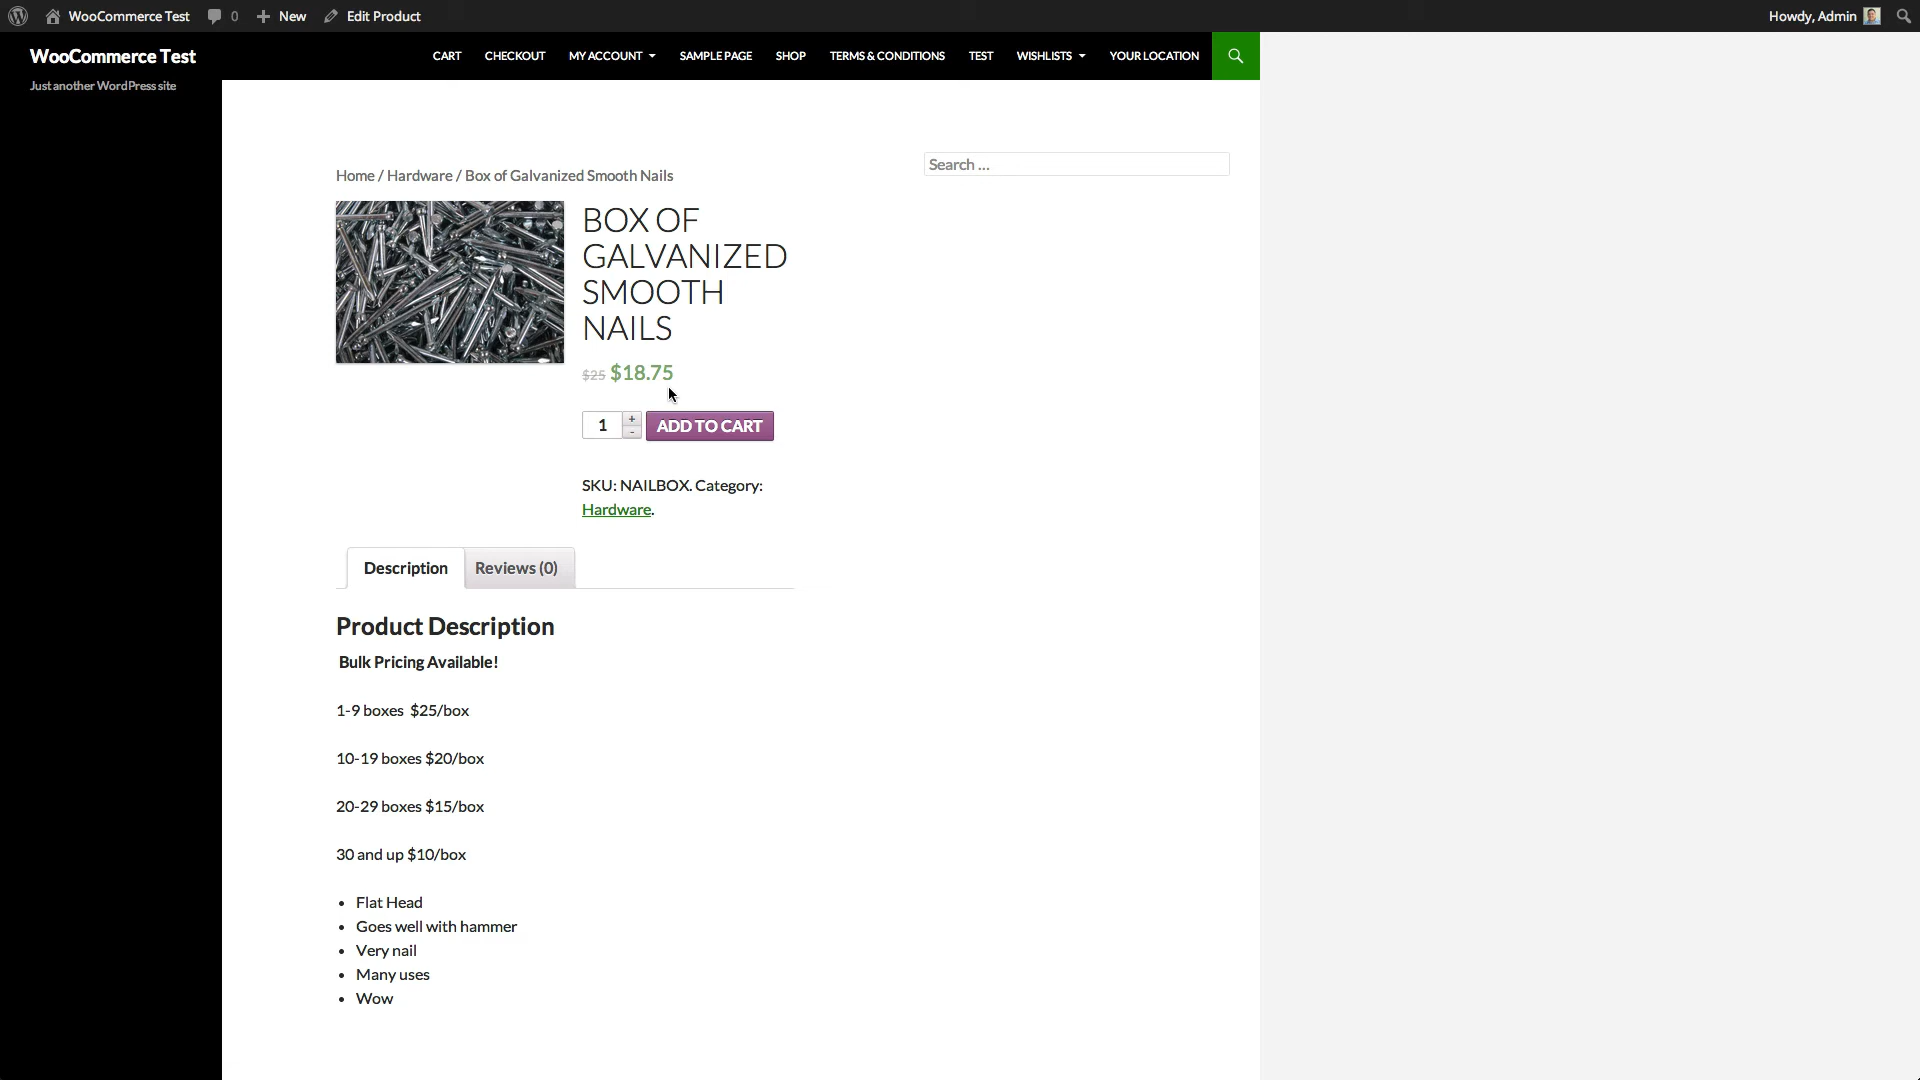 WooCommerce Test 0 New Edit Product Howdy, Admin
WooCommerce Test
Just another WordPress site
CART CHECKOUT MY ACCOUNT SAMPLE PAGE SHOP TERMS & CONDITIONS TEST WISHLISTS YOUR LOCATION
Search ...
Home / Hardware / Box of Galvanized Smooth Nails
BOX OF
GALVANIZED
SMOOTH
NAILS
$25 $18.75
1 + -
ADD TO CART
SKU: NAILBOX. Category:
Hardware.
Description Reviews (0)
Product Description
Bulk Pricing Available!
1-9 boxes $25/box
10-19 boxes $20/box
20-29 boxes $15/box
30 and up $10/box
• Flat Head
• Goes well with hammer
• Very nail
• Many uses
• Wow